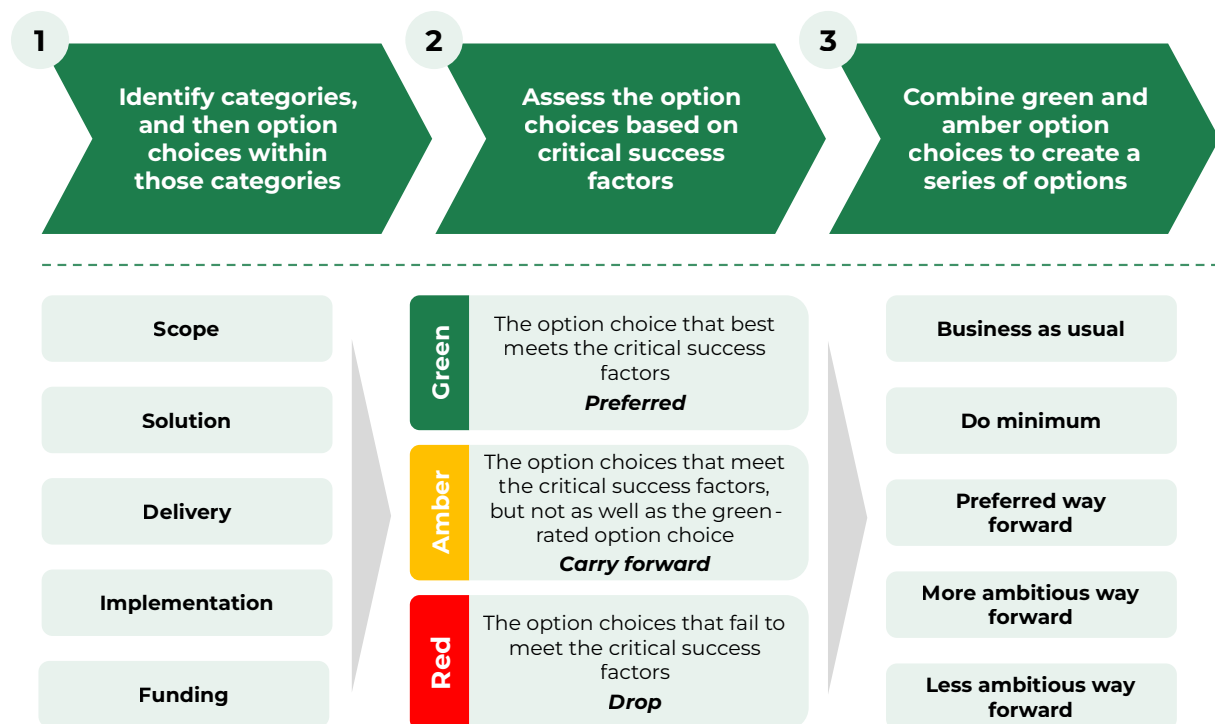 1
Identify categories,
and then option
choices within
those categories
2
Assess the option
choices based on
critical success
factors
3
Combine green and
amber option
choices to create a
series of options
Scope
Solution
Delivery
Implementation
Funding
Green
The option choice that best
meets the critical success
factors
Preferred
Amber
The option choices that meet
the critical success factors,
but not as well as the green-
rated option choice
Carry forward
Red
The option choices that fail to
meet the critical success
factors
Drop
Business as usual
Do minimum
Preferred way
forward
More ambitious way
forward
Less ambitious way
forward